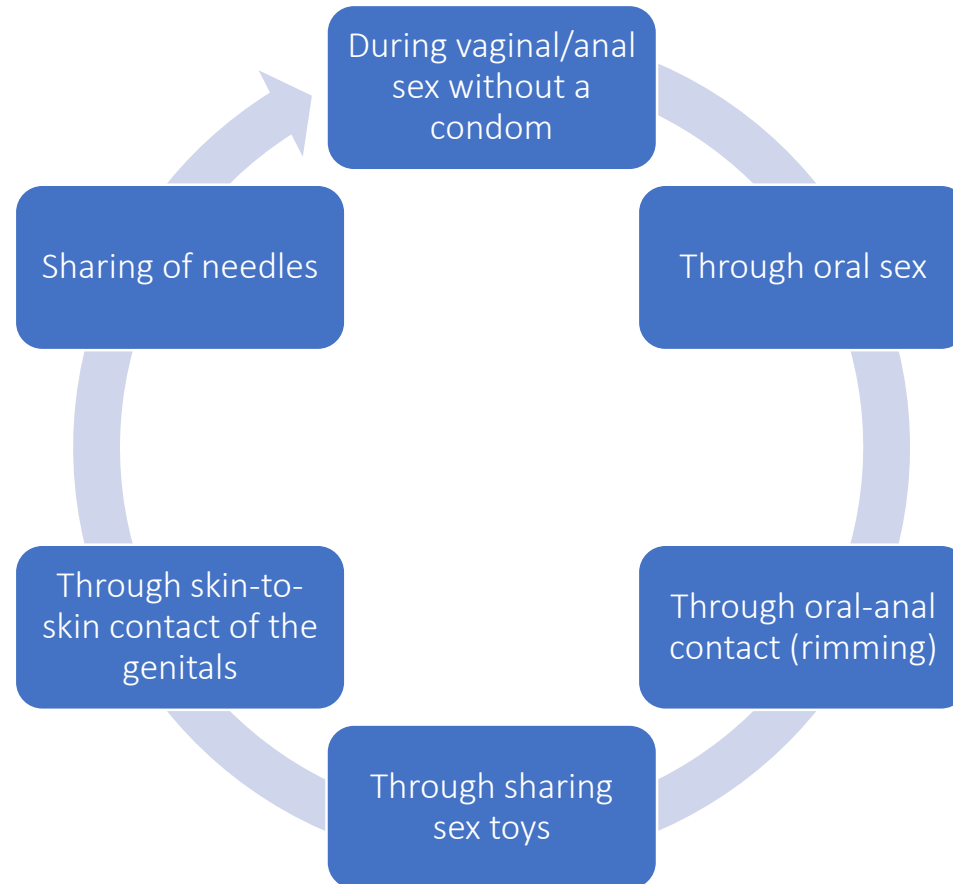 During vaginal/anal
sex without a
condom
Through oral sex
Through oral-anal
contact (rimming)
Through sharing
sex toys
Through skin-to-
skin contact of the
genitals
Sharing of needles